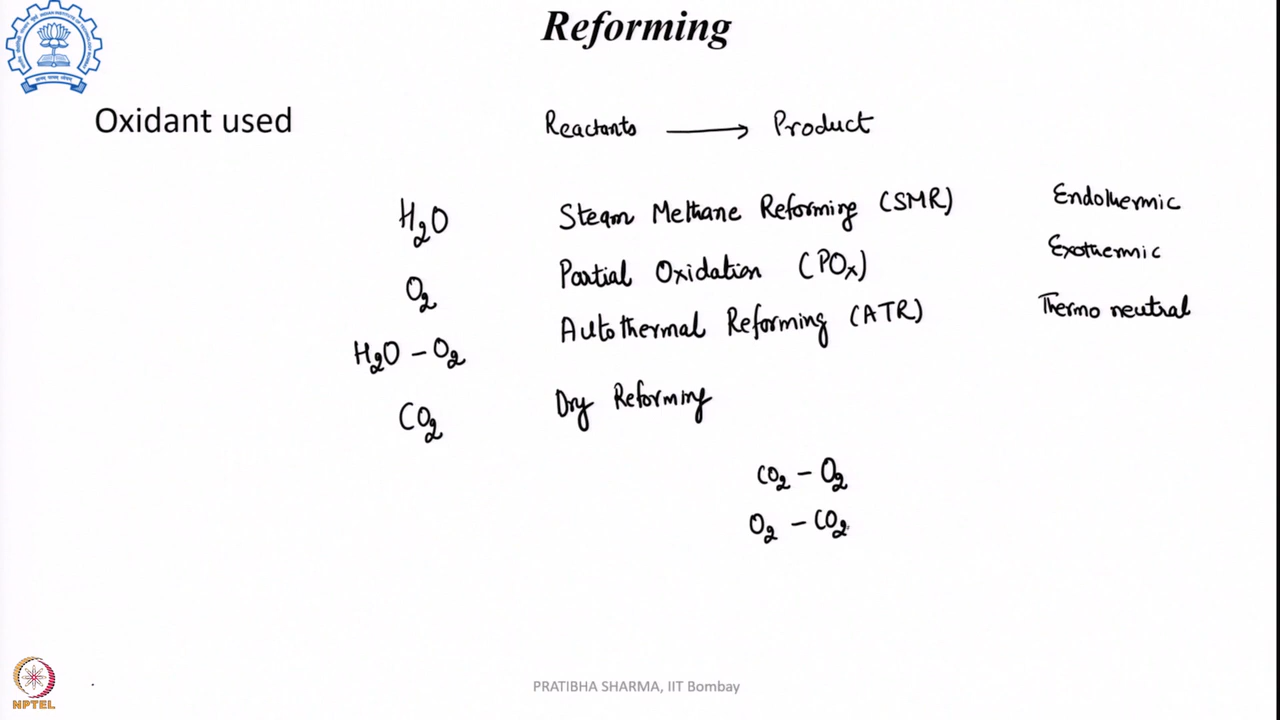 Reforming
Oxidant used
Reactants → Product
H₂O Steam Methane Reforming (SMR) Endothermic
O₂ Partial Oxidation (POx) Exothermic
H₂O – O₂ Autothermal Reforming (ATR) Thermo neutral
CO₂ Dry Reforming
CO₂ – O₂
O₂ – CO₂
NPTEL
PRATIBHA SHARMA, IIT Bombay